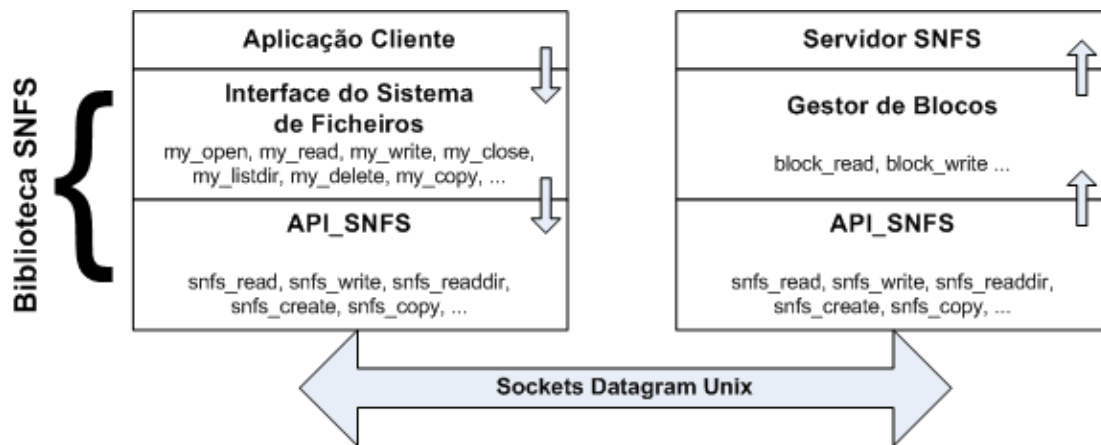 Biblioteca SNFS
Aplicação Cliente
Interface do Sistema
de Ficheiros
my_open, my_read, my_write, my_close,
my_listdir, my_delete, my_copy, ...
API_SNFS
snfs_read, snfs_write, snfs_readdir,
snfs_create, snfs_copy, ...
Servidor SNFS
Gestor de Blocos
block_read, block_write ...
API_SNFS
snfs_read, snfs_write, snfs_readdir,
snfs_create, snfs_copy, ...
Sockets Datagram Unix